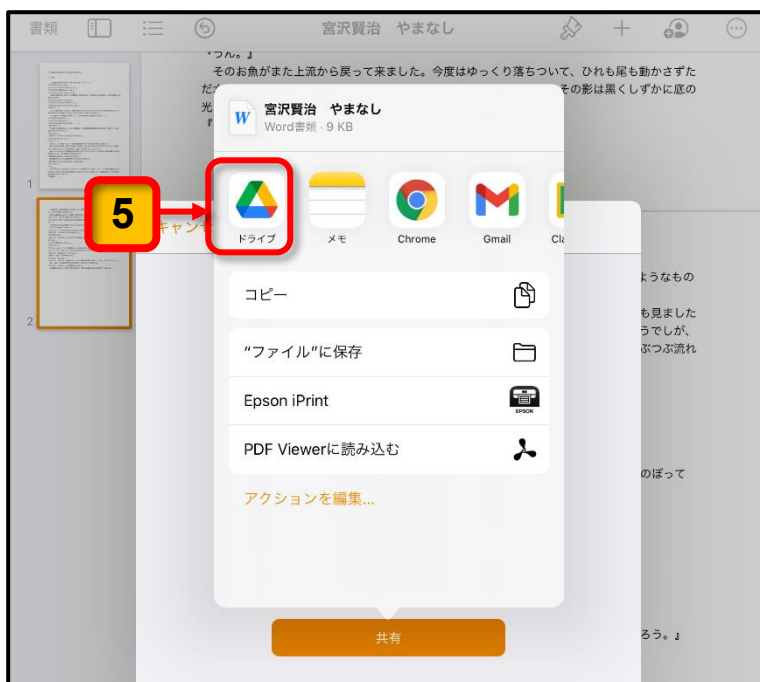 書類
宮沢賢治　やまなし
うん。』
そのお魚がまた上流から戻って来ました。今度はゆっくり落ちついて、ひれも尾も動かさずた
だ
その影は黒くしずかに底の
光
『
宮沢賢治　やまなし
W
Word書類・9 KB
1
5
キャンセ
ドライブ
メモ
Chrome
Gmail
Cla
ようなもの
コピー
も見ました
2
うでしが、
“ファイル”に保存
ぶつぶ流れ
Epson iPrint
EPSON
PDF Viewerに読み込む
のぼって
アクションを編集...
共有
ろう。』